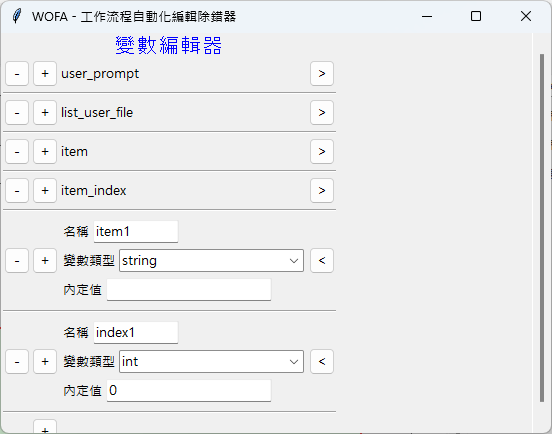 WOFA - 工作流程自動化編輯除錯器
變數編輯器
- + user_prompt >
- + list_user_file >
- + item >
- + item_index >
名稱 item1
- + 變數類型 string <
內定值
名稱 index1
- + 變數類型 int <
內定值 0
+